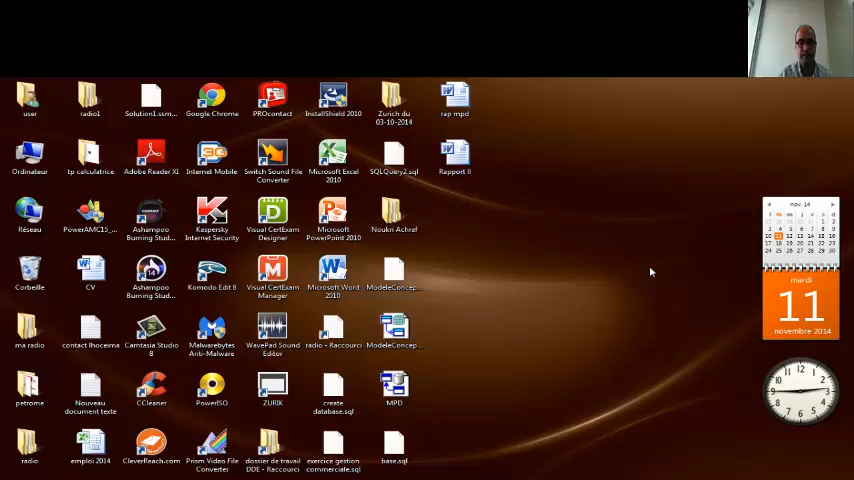 user
radio1
Solution1.ssm...
Google Chrome
PROcontact
InstallShield 2010
Zurich du
03-10-2014
rap mpd
Ordinateur
tp calculatrice
Adobe Reader XI
Internet Mobile
Switch Sound File
Converter
Microsoft Excel
2010
SQLQuery2.sql
Rapport II
Réseau
PowerAMC15_...
Ashampoo
Burning Stud...
Kaspersky
Internet Security
Visual CertExam
Designer
Microsoft
PowerPoint 2010
Noukri Achraf
Corbeille
CV
Ashampoo
Burning Stud...
Komodo Edit 8
Visual CertExam
Manager
Microsoft Word
2010
ModeleConcep...
ma radio
contact lhoceima
Camtasia Studio
8
Malwarebytes
Anti-Malware
WavePad Sound
Editor
radio - Raccourci
ModeleConcep...
petrome
Nouveau
document texte
CCleaner
PowerISO
ZURIK
create
database.sql
MPD
radio
emploi 2014
CleverReach.com
Prism Video File
Converter
dossier de travail
DDE - Raccourci
exercice gestion
commerciale.sql
base.sql
nov. 14
mardi
11
novembre 2014